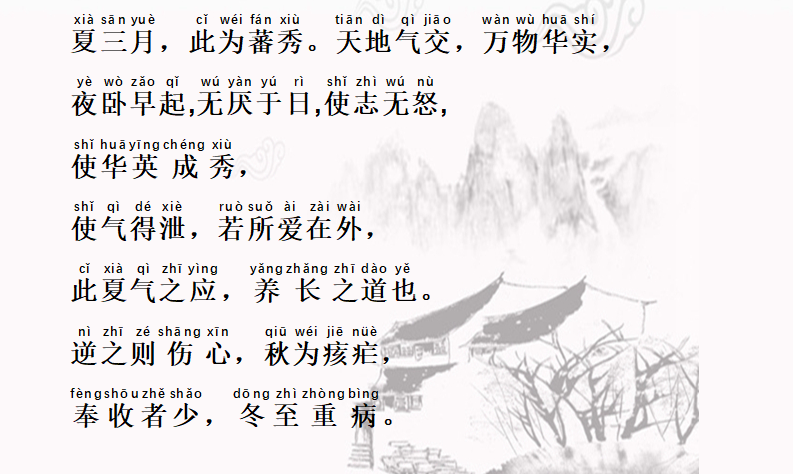 xià sān yuè cǐ wéi fán xiù tiān dì qì jiāo wàn wù huā shí
夏三月，此为蕃秀。天地气交，万物华实，
yè wò zǎo qǐ wú yàn yú rì shǐ zhì wú nù
夜卧早起,无厌于日,使志无怒,
shǐ huā yīng chéng xiù
使华英成秀，
shǐ qì dé xiè ruò suǒ ài zài wài
使气得泄，若所爱在外，
cǐ xià qì zhī yìng yǎng zhǎng zhī dào yě
此夏气之应，养长之道也。
nì zhī zé shāng xīn qiū wéi jiē nüè
逆之则伤心，秋为痎疟，
fèng shōu zhě shǎo dōng zhì zhòng bìng
奉收者少，冬至重病。